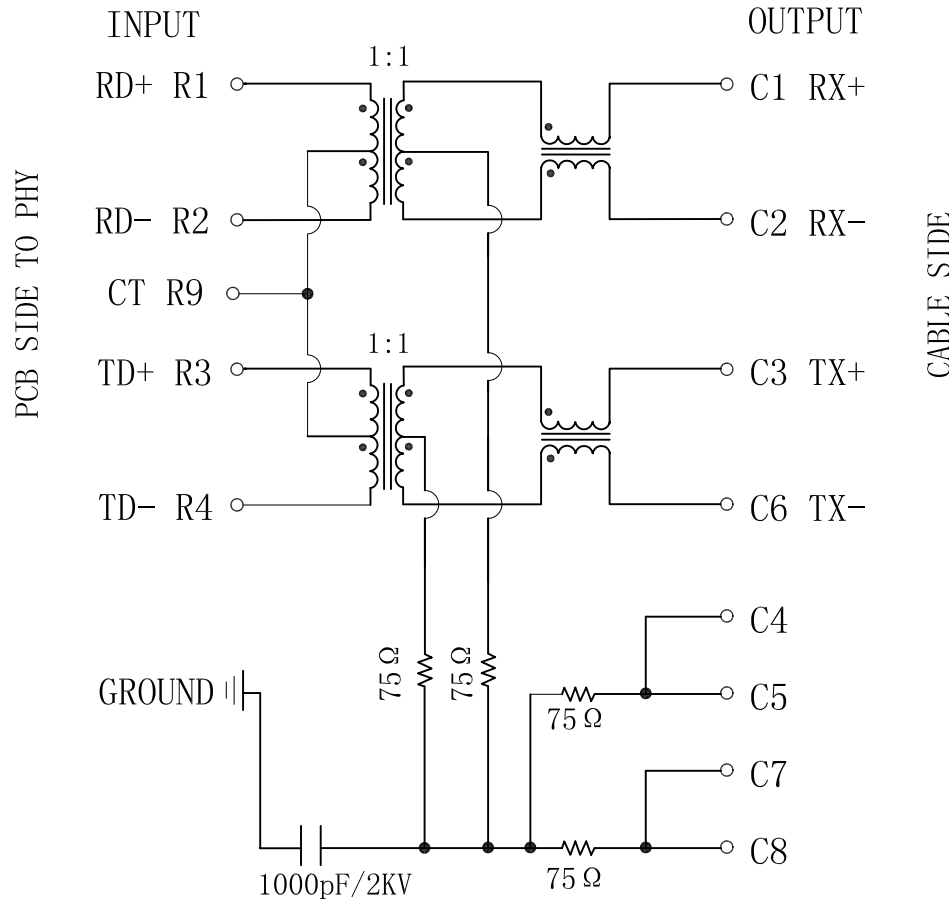 INPUT
OUTPUT
1:1
RD+ R1
C1 RX+
PCB SIDE TO PHY
RD- R2
C2 RX-
CABLE SIDE
CT R9
1:1
TD+ R3
C3 TX+
TD- R4
C6 TX-
C4
75Ω
75Ω
GROUND
C5
75Ω
C7
C8
1000pF/2KV
75Ω